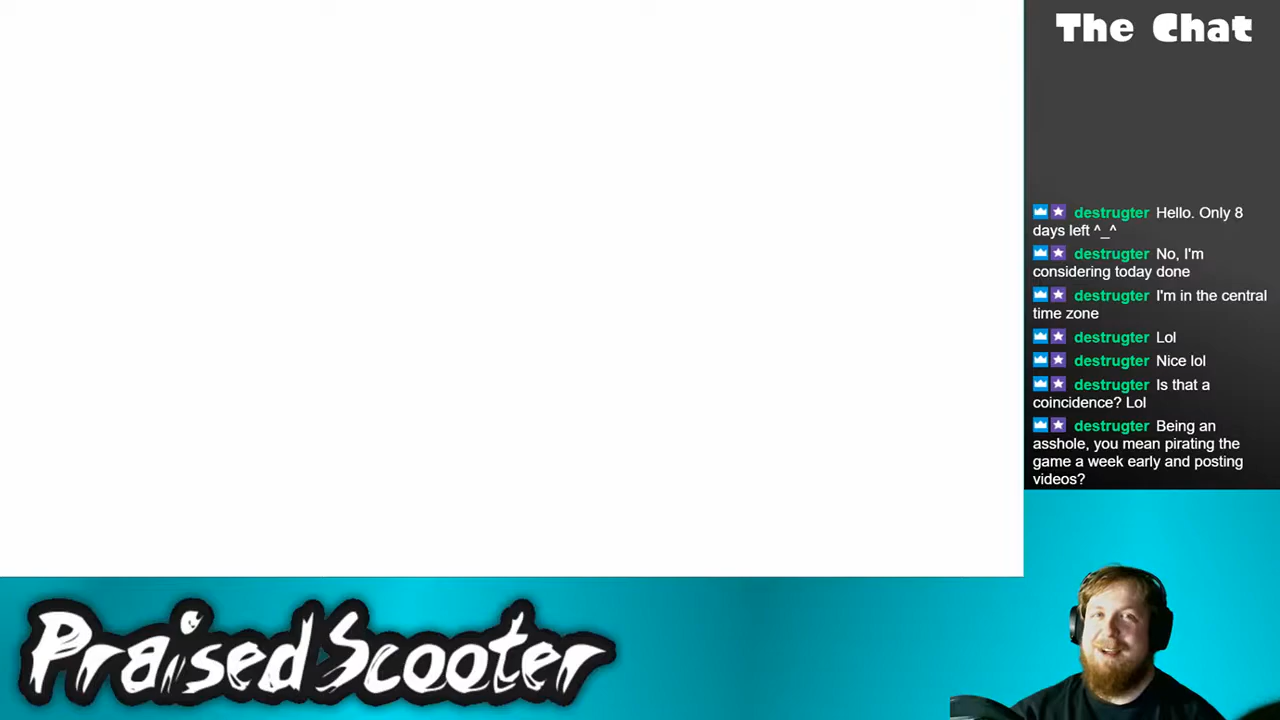 The Chat
destrugter Hello. Only 8
days left ^_^
destrugter No, I'm
considering today done
destrugter I'm in the central
time zone
destrugter Lol
destrugter Nice lol
destrugter Is that a
coincidence? Lol
destrugter Being an
asshole, you mean pirating the
game a week early and posting
videos?
PraisedScooter